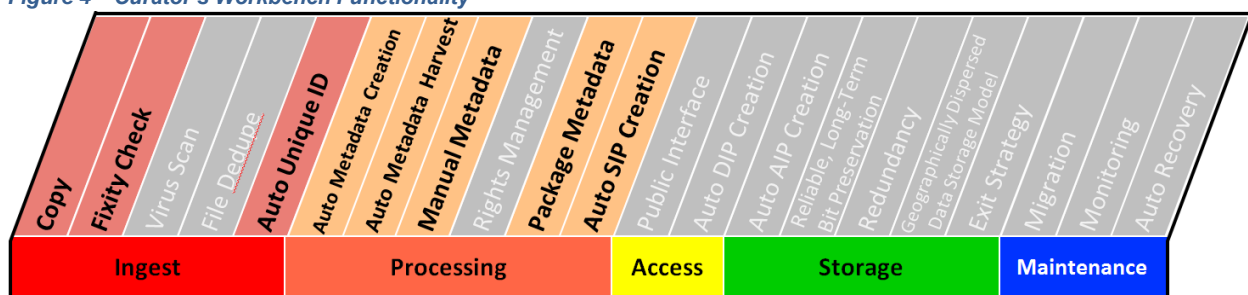 Figure 4 – Curator's Workbench Functionality
Copy
Fixity Check
Virus Scan
File Dedupe
Auto Unique ID
Auto Metadata Creation
Auto Metadata Harvest
Manual Metadata
Rights Management
Package Metadata
Auto SIP Creation
Public Interface
Auto DIP Creation
Auto AIP Creation
Reliable, Long-Term
Bit Preservation
Redundancy
Geographically Dispersed
Data Storage Model
Exit Strategy
Migration
Monitoring
Auto Recovery
Ingest
Processing
Access
Storage
Maintenance